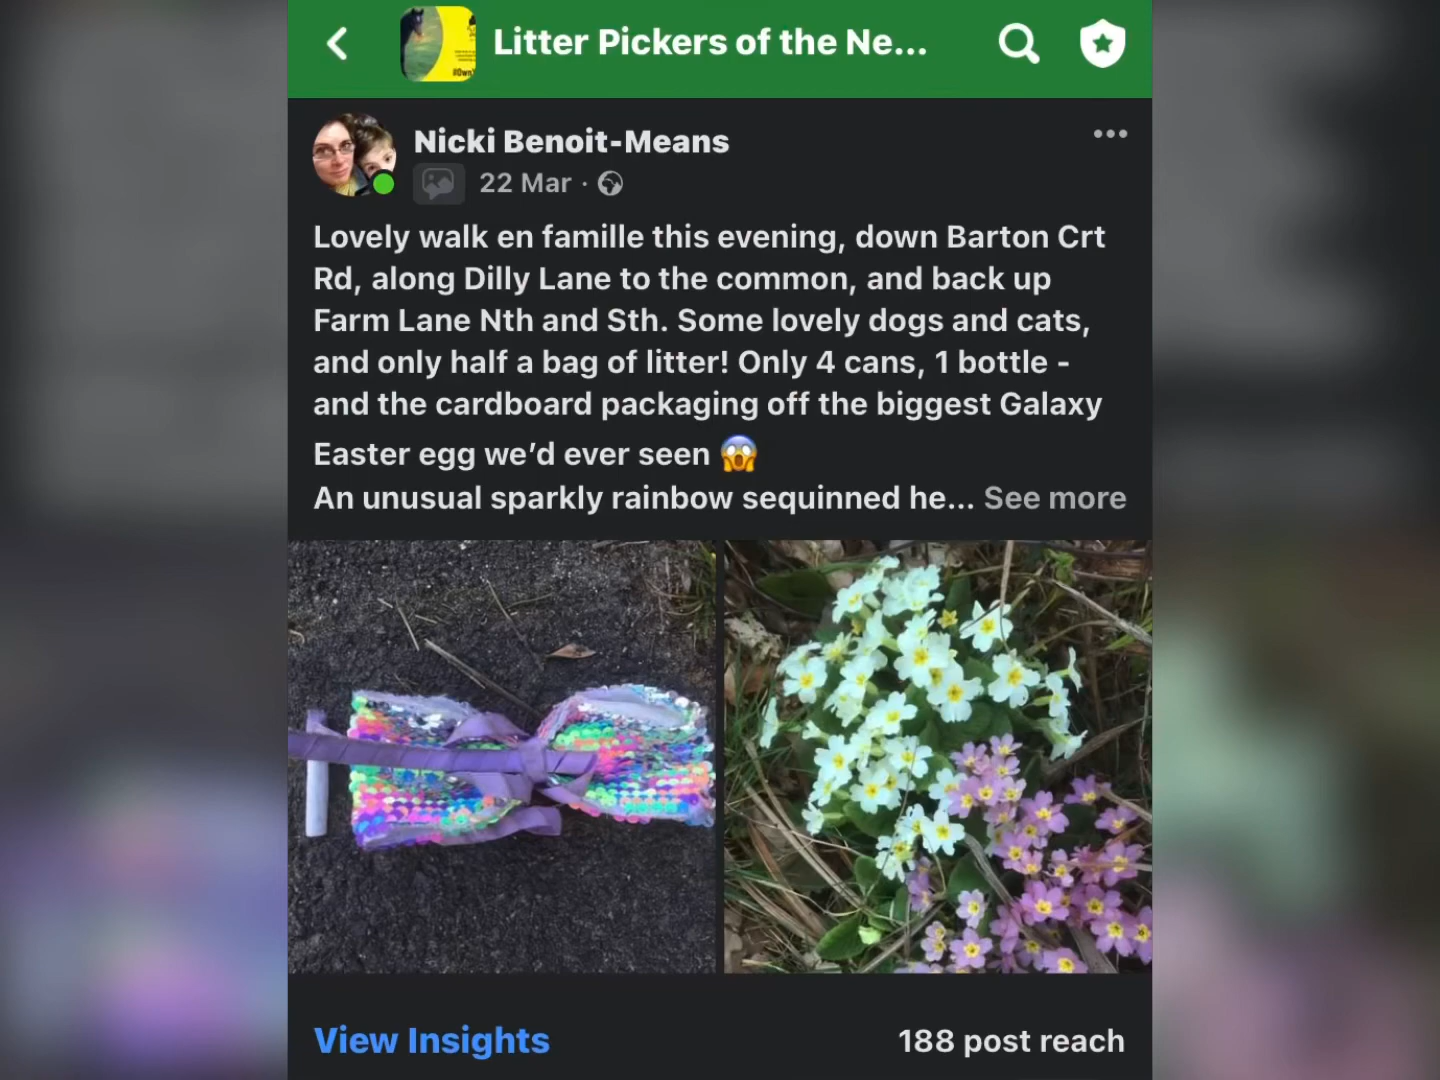 Litter Pickers of the Ne...
Nicki Benoit-Means
22 Mar ·
Lovely walk en famille this evening, down Barton Crt
Rd, along Dilly Lane to the common, and back up
Farm Lane Nth and Sth. Some lovely dogs and cats,
and only half a bag of litter! Only 4 cans, 1 bottle -
and the cardboard packaging off the biggest Galaxy
Easter egg we’d ever seen 😱
An unusual sparkly rainbow sequinned he... See more
View Insights
188 post reach